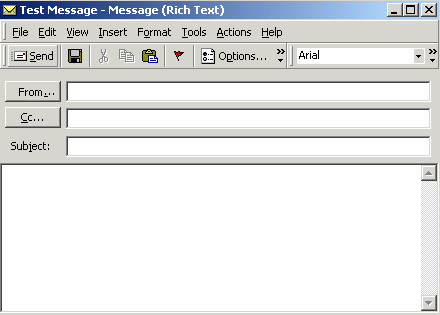 Test Message - Message (Rich Text)
File Edit View Insert Format Tools Actions Help
Send Options... Arial
From...
Cc...
Subject: